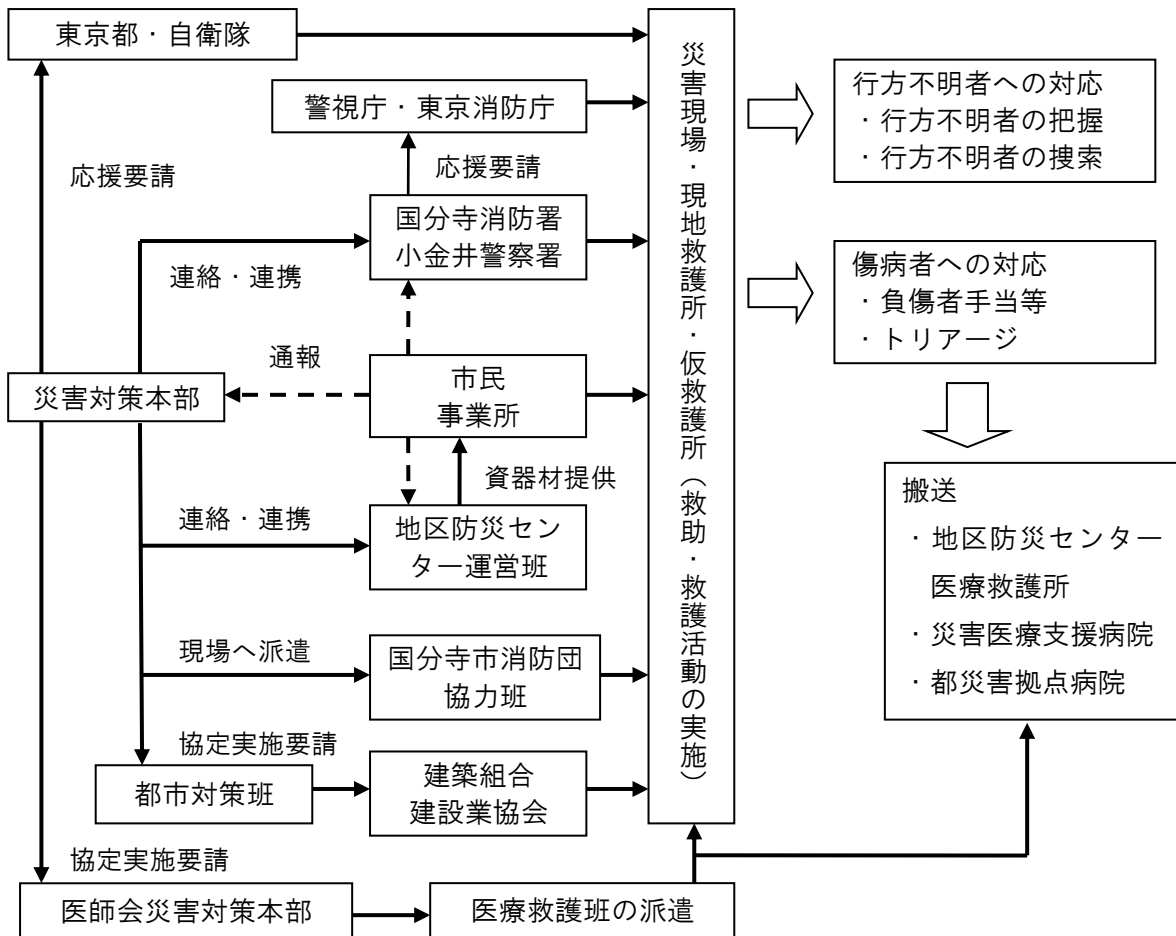 東京都・自衛隊
警視庁・東京消防庁
応援要請
応援要請
国分寺消防署
小金井警察署
連絡・連携
通報
災害対策本部
市民
事業所
資器材提供
連絡・連携
地区防災セン
ター運営班
現場へ派遣
国分寺市消防団
協力班
協定実施要請
都市対策班
建築組合
建設業協会
協定実施要請
医師会災害対策本部
医療救護班の派遣
災害現場・現地救護所・仮救護所（救助・救護活動の実施）
行方不明者への対応
・行方不明者の把握
・行方不明者の捜索
傷病者への対応
・負傷者手当等
・トリアージ
搬送
・地区防災センター
医療救護所
・災害医療支援病院
・都災害拠点病院